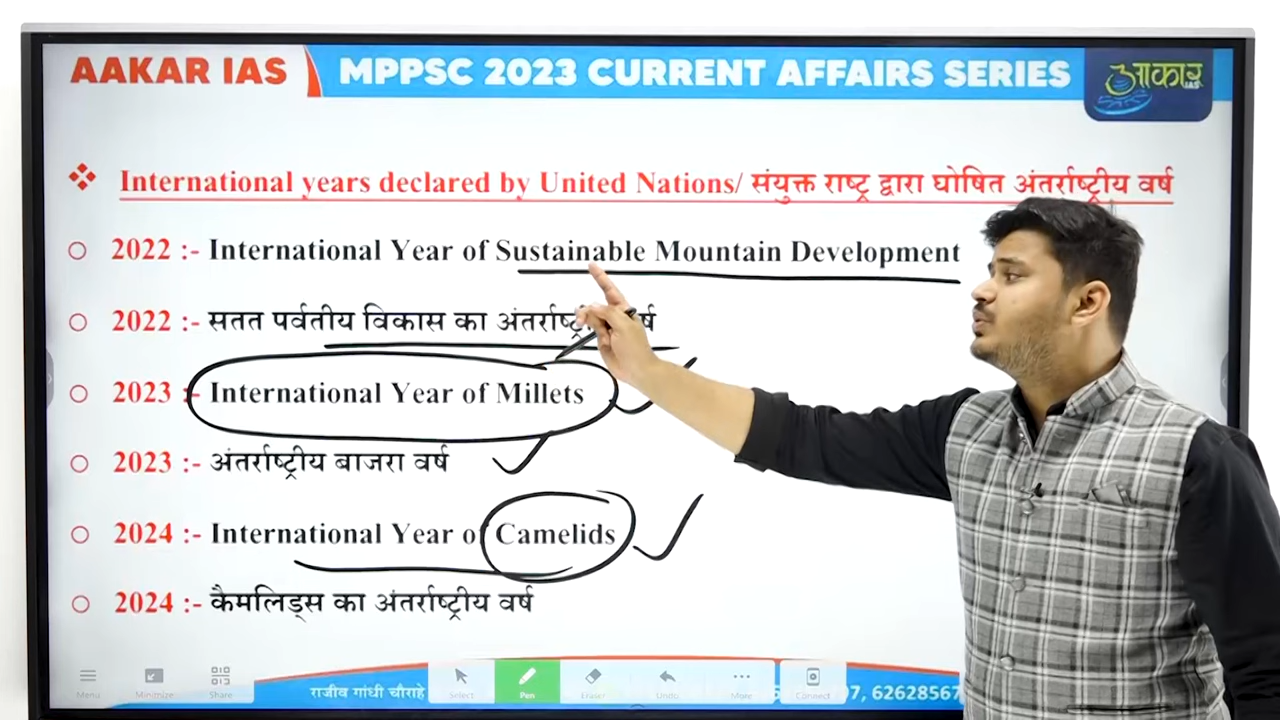 AAKAR IAS
MPPSC 2023 CURRENT AFFAIRS SERIES
आकार
IAS
❖ International years declared by United Nations/ संयुक्त राष्ट्र द्वारा घोषित अंतर्राष्ट्रीय वर्ष
2022 :- International Year of Sustainable Mountain Development
2022 :- सतत पर्वतीय विकास का
2023 :- International Year of Millets
2023 :- अंतर्राष्ट्रीय बाजरा वर्ष
2024 :- International Year of Camelids
2024 :- कैमलिड्स का अंतर्राष्ट्रीय वर्ष
Menu Minimize Share Select Pen Eraser Undo More Connect
राजीव गांधी चौराहे